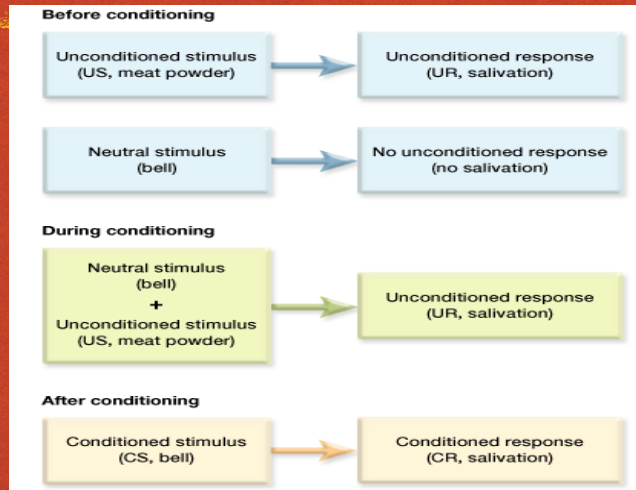 Before conditioning
Unconditioned stimulus
(US, meat powder)
Unconditioned response
(UR, salivation)
Neutral stimulus
(bell)
No unconditioned response
(no salivation)
During conditioning
Neutral stimulus
(bell)
+
Unconditioned stimulus
(US, meat powder)
Unconditioned response
(UR, salivation)
After conditioning
Conditioned stimulus
(CS, bell)
Conditioned response
(CR, salivation)